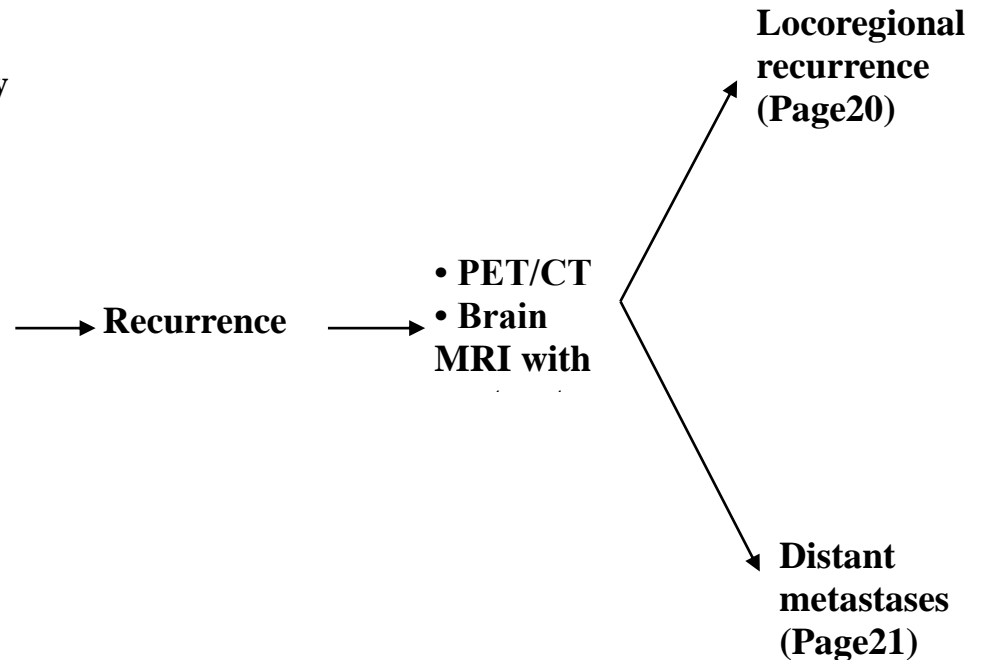 y
Recurrence
• PET/CT
• Brain
MRI with
Locoregional
recurrence
(Page20)
Distant
metastases
(Page21)